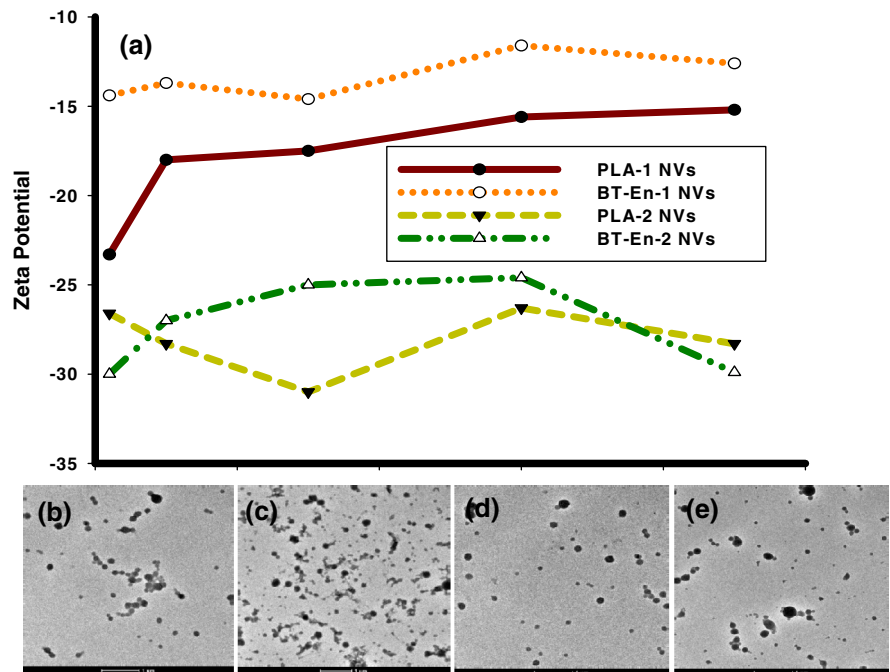 -10
(a)
-15
-20
-25
-30
-35
Zeta Potential
PLA-1 NVs
BT-En-1 NVs
PLA-2 NVs
BT-En-2 NVs
(b)
(c)
(d)
(e)